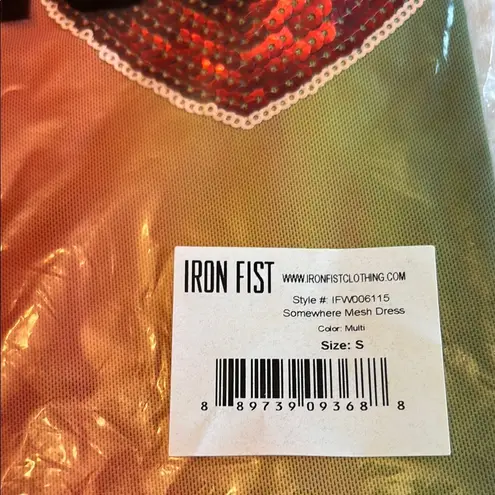 IRON FIST WWW.IRONFISTCLOTHING.COM
Style #: IFW006115
Somewhere Mesh Dress
Color: Multi
Size: S
8 89739 09368 8